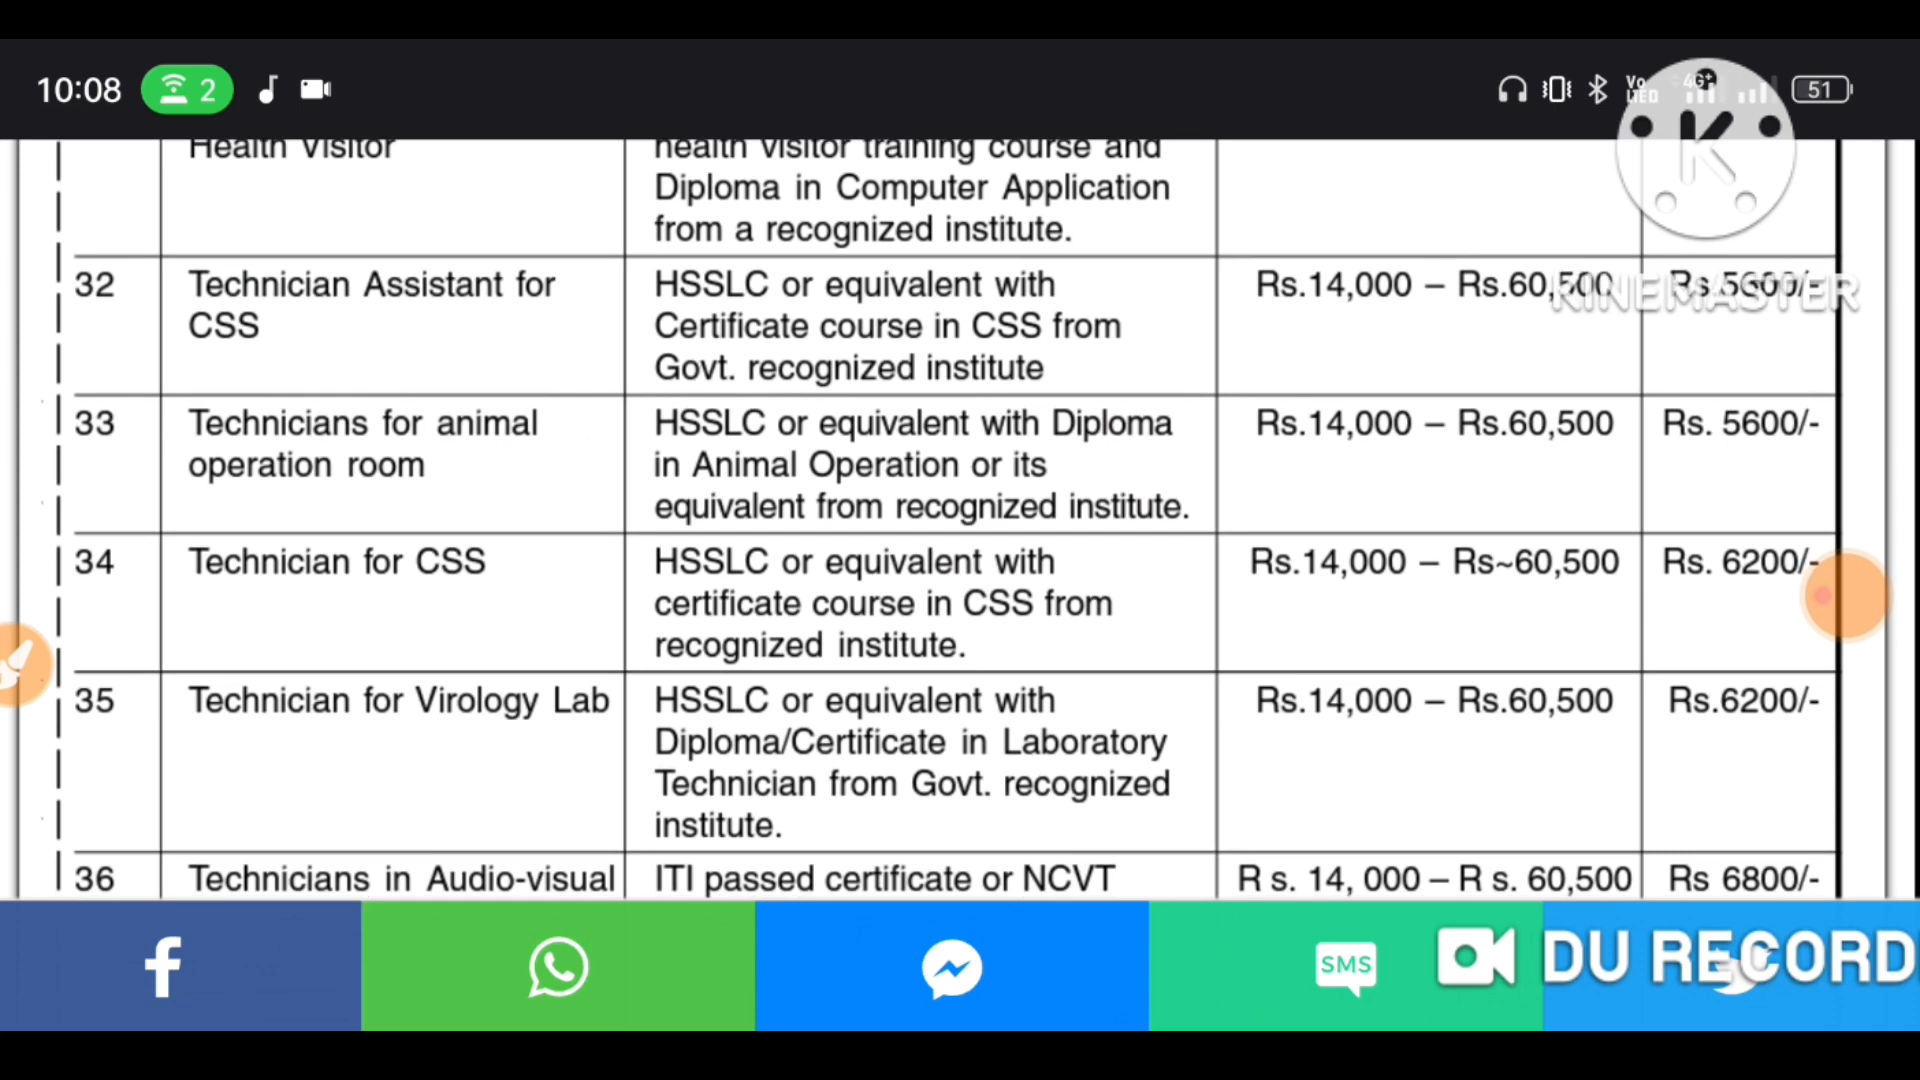 10:08 2 Vo LTED 4G+ 51
Health Visitor health visitor training course and
Diploma in Computer Application
from a recognized institute.
32 Technician Assistant for HSSLC or equivalent with Rs.14,000 – Rs.60,500 Rs.5600/-
CSS Certificate course in CSS from
Govt. recognized institute
KINEMASTER
33 Technicians for animal HSSLC or equivalent with Diploma Rs.14,000 – Rs.60,500 Rs. 5600/-
operation room in Animal Operation or its
equivalent from recognized institute.
34 Technician for CSS HSSLC or equivalent with Rs.14,000 – Rs~60,500 Rs. 6200/-
certificate course in CSS from
recognized institute.
35 Technician for Virology Lab HSSLC or equivalent with Rs.14,000 – Rs.60,500 Rs.6200/-
Diploma/Certificate in Laboratory
Technician from Govt. recognized
institute.
36 Technicians in Audio-visual ITI passed certificate or NCVT R s. 14, 000 – R s. 60,500 Rs 6800/-
SMS DU RECORD